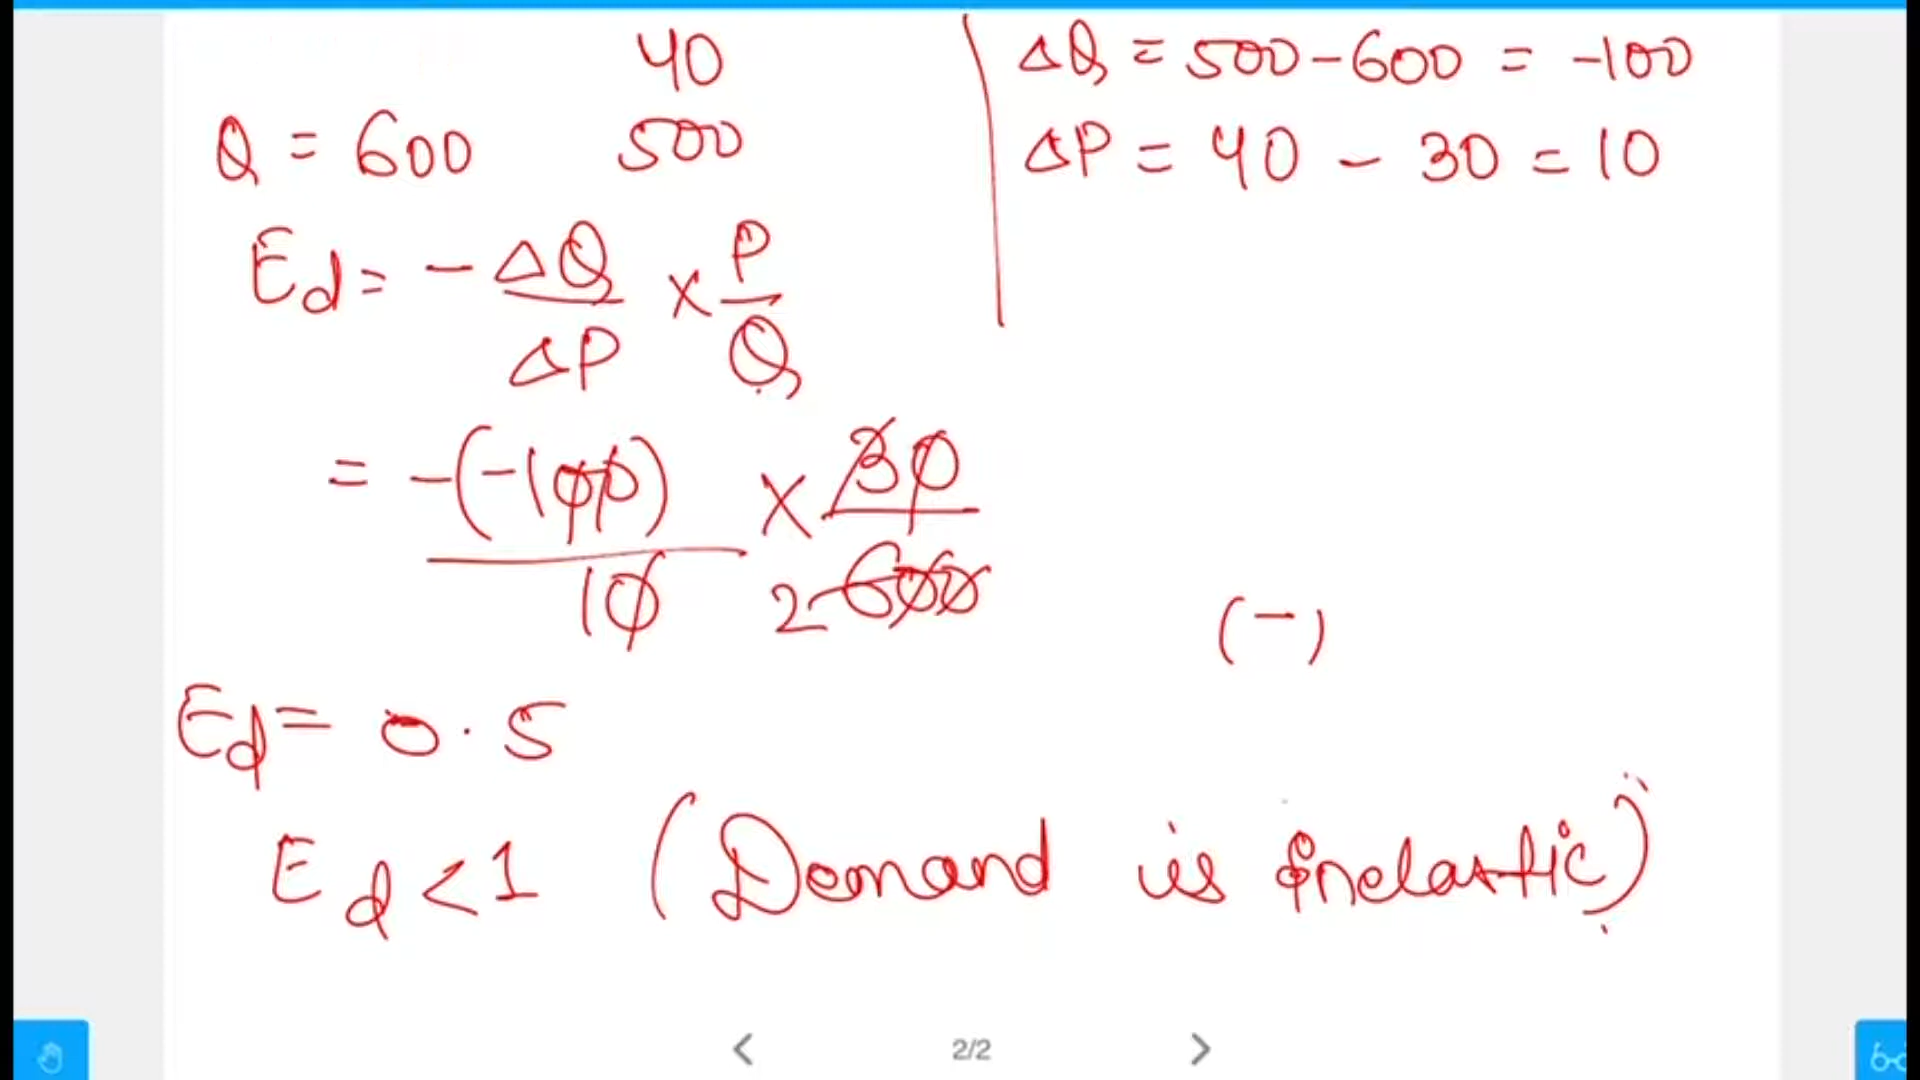 40
Q = 600 500
ΔQ = 500-600 = -100
ΔP = 40 - 30 = 10
Ed = - ΔQ/ΔP × P/Q
= -(-100)/10 × 30/600 2
(-)
Ed = 0.5
Ed < 1 (Demand is inelastic)
2/2